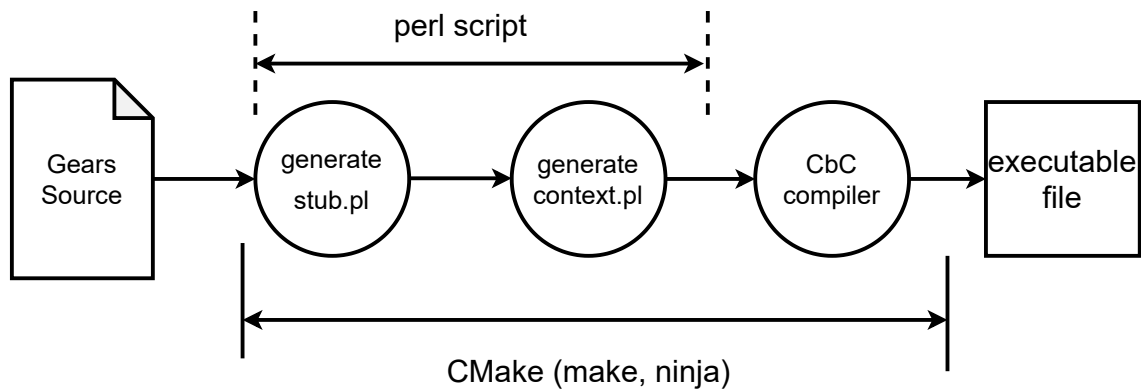 perl script
Gears
Source
generate
stub.pl
generate
context.pl
CbC
compiler
executable
file
CMake (make, ninja)